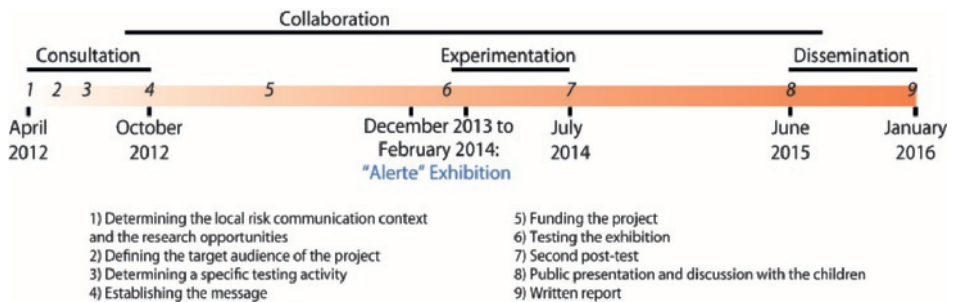 Collaboration
Consultation Experimentation Dissemination
1 2 3 4 5 6 7 8 9
April October December 2013 to July June January
2012 2012 February 2014: 2014 2015 2016
"Alerte" Exhibition
1) Determining the local risk communication context
and the research opportunities
2) Defining the target audience of the project
3) Determining a specific testing activity
4) Establishing the message
5) Funding the project
6) Testing the exhibition
7) Second post-test
8) Public presentation and discussion with the children
9) Written report